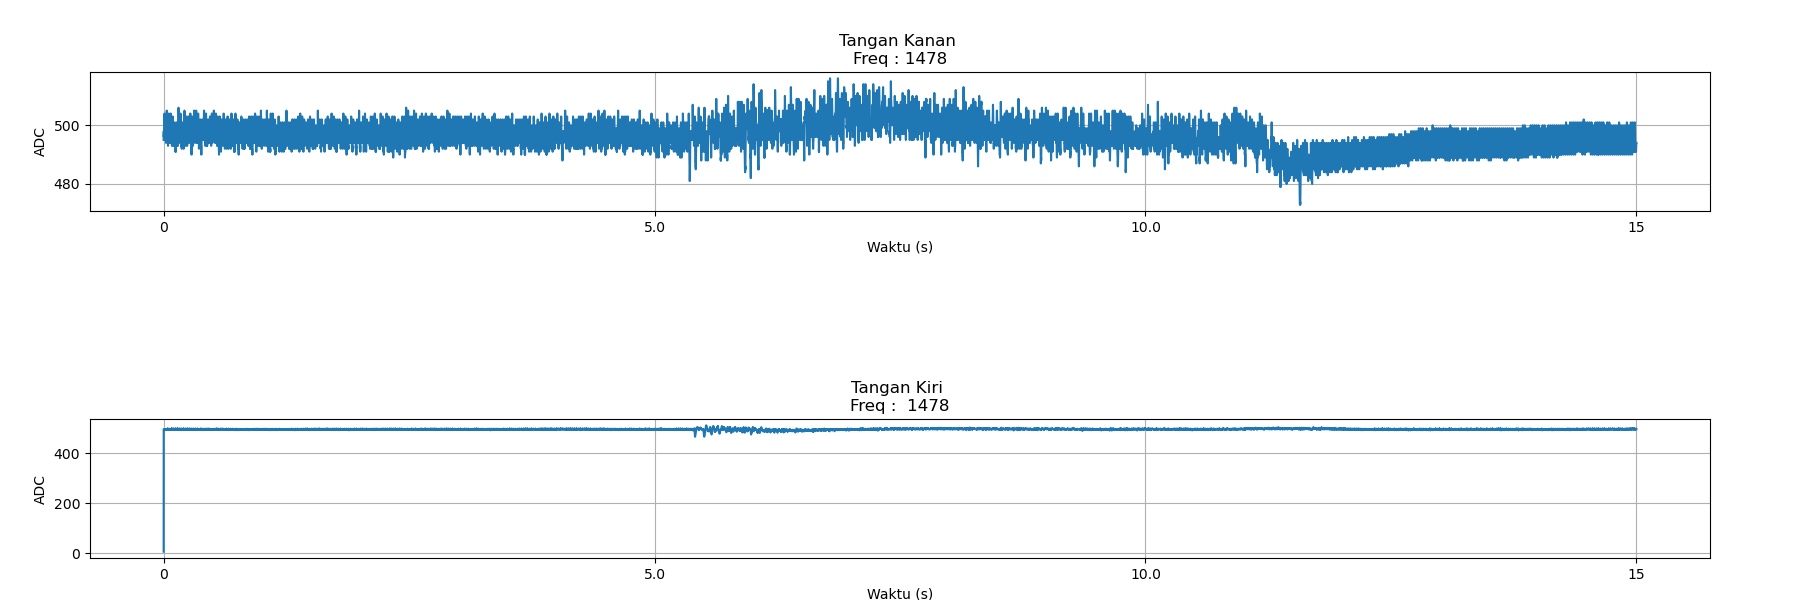 Tangan Kanan
Freq : 1478
ADC
500
480
0 5.0 10.0 15
Waktu (s)
Tangan Kiri
Freq :  1478
ADC
400
200
0
0 5.0 10.0 15
Waktu (s)